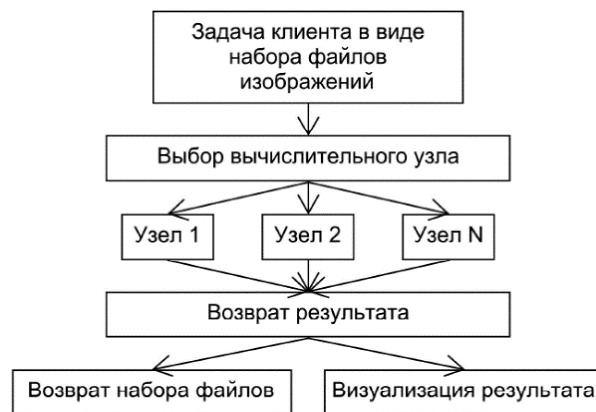 Задача клиента в виде
набора файлов
изображений
Выбор вычислительного узла
Узел 1
Узел 2
Узел N
Возврат результата
Возврат набора файлов
Визуализация результата